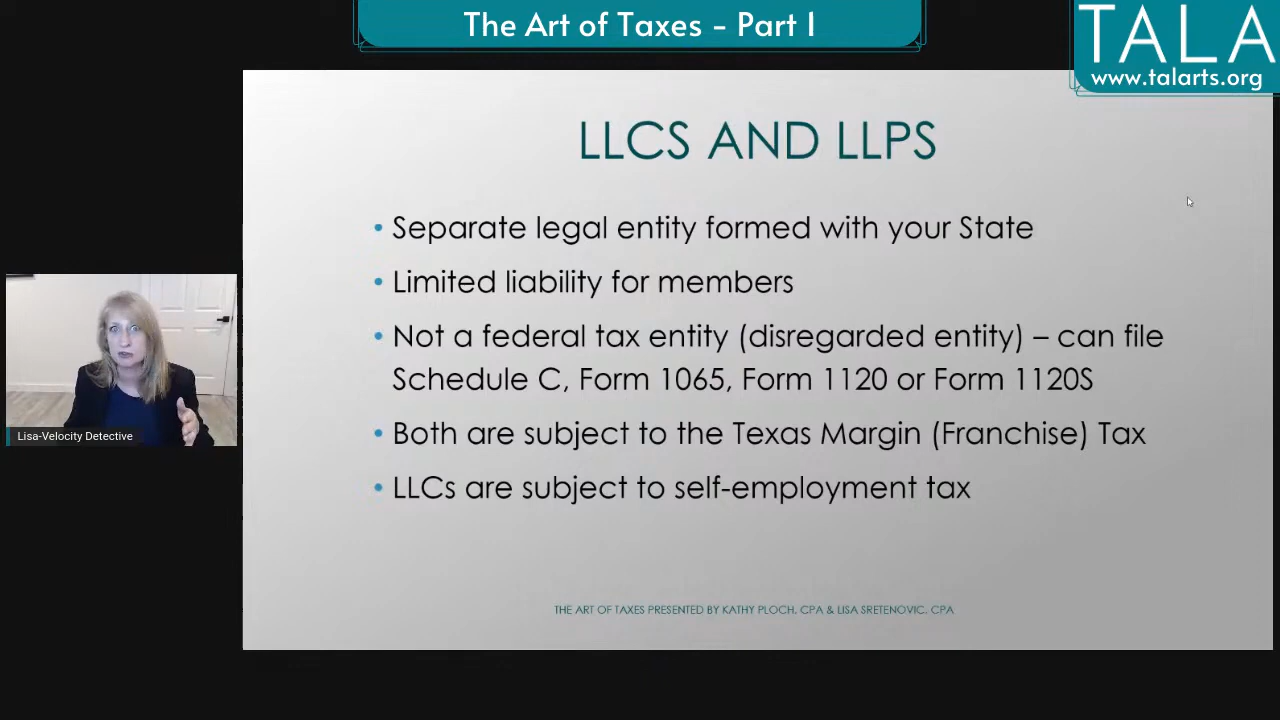 The Art of Taxes - Part 1
TALA
www.talarts.org
LLCS AND LLPS
• Separate legal entity formed with your State
• Limited liability for members
• Not a federal tax entity (disregarded entity) – can file
Schedule C, Form 1065, Form 1120 or Form 1120S
• Both are subject to the Texas Margin (Franchise) Tax
• LLCs are subject to self-employment tax
Lisa-Velocity Detective
THE ART OF TAXES PRESENTED BY KATHY PLOCH, CPA & LISA SRETENOVIC, CPA